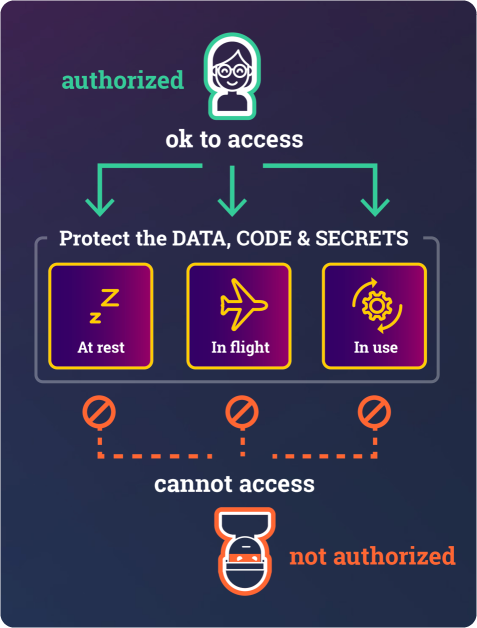 authorized
ok to access
Protect the DATA, CODE & SECRETS
zZ
At rest
In flight
In use
cannot access
not authorized